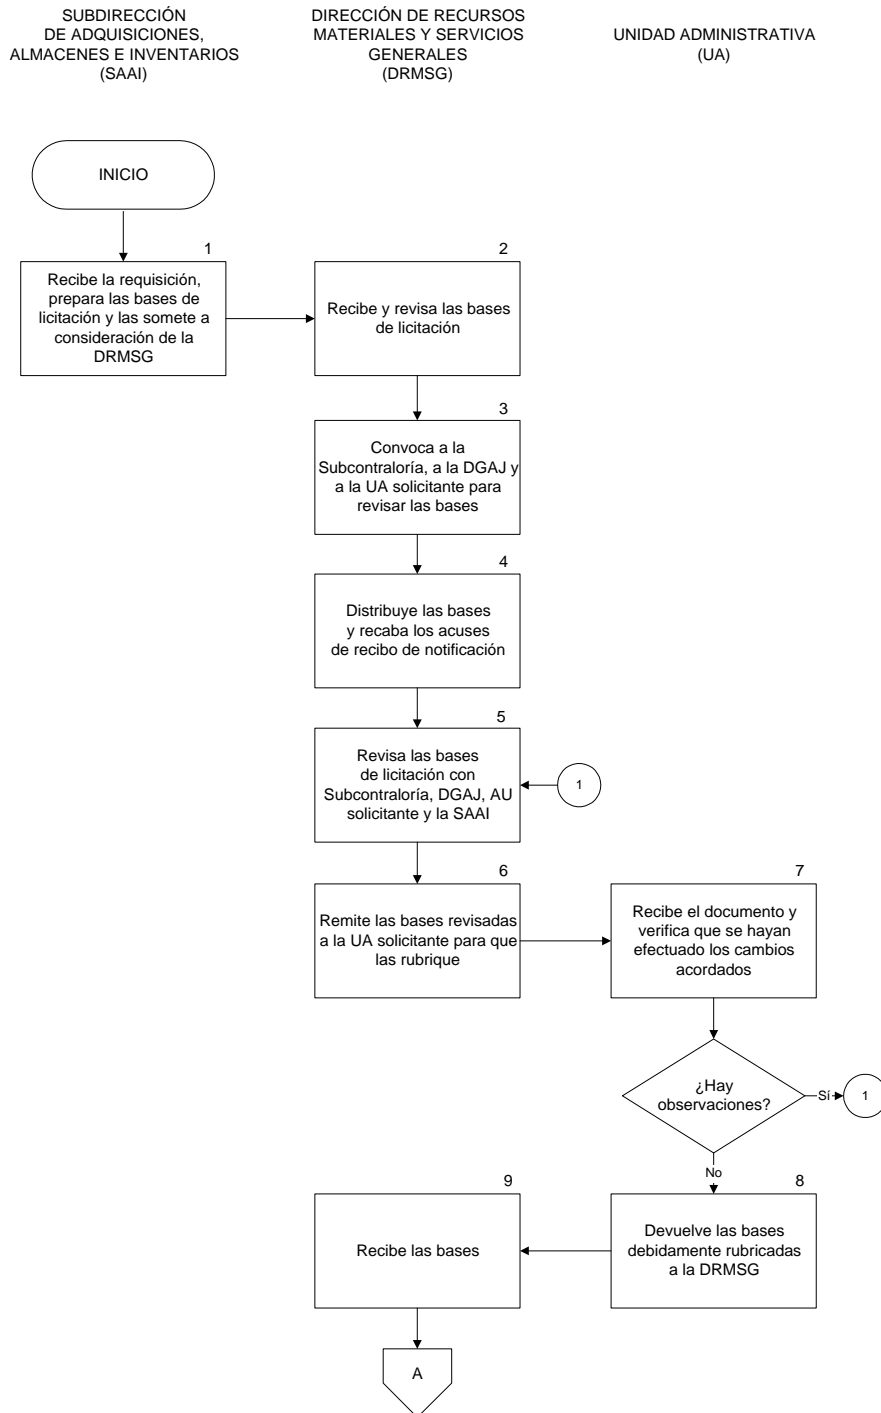 SUBDIRECCIÓN
DE ADQUISICIONES,
ALMACENES E INVENTARIOS
(SAAI)
DIRECCIÓN DE RECURSOS
MATERIALES Y SERVICIOS
GENERALES
(DRMSG)
UNIDAD ADMINISTRATIVA
(UA)
INICIO
1
Recibe la requisición,
prepara las bases de
licitación y las somete a
consideración de la
DRMSG
2
Recibe y revisa las bases
de licitación
3
Convoca a la
Subcontraloría, a la DGAJ y
a la UA solicitante para
revisar las bases
4
Distribuye las bases
y recaba los acuses
de recibo de notificación
5
Revisa las bases
de licitación con
Subcontraloría, DGAJ, AU
solicitante y la SAAI
1
6
Remite las bases revisadas
a la UA solicitante para que
las rubrique
7
Recibe el documento y
verifica que se hayan
efectuado los cambios
acordados
¿Hay
observaciones?
Sí
1
No
8
Devuelve las bases
debidamente rubricadas
a la DRMSG
9
Recibe las bases
A